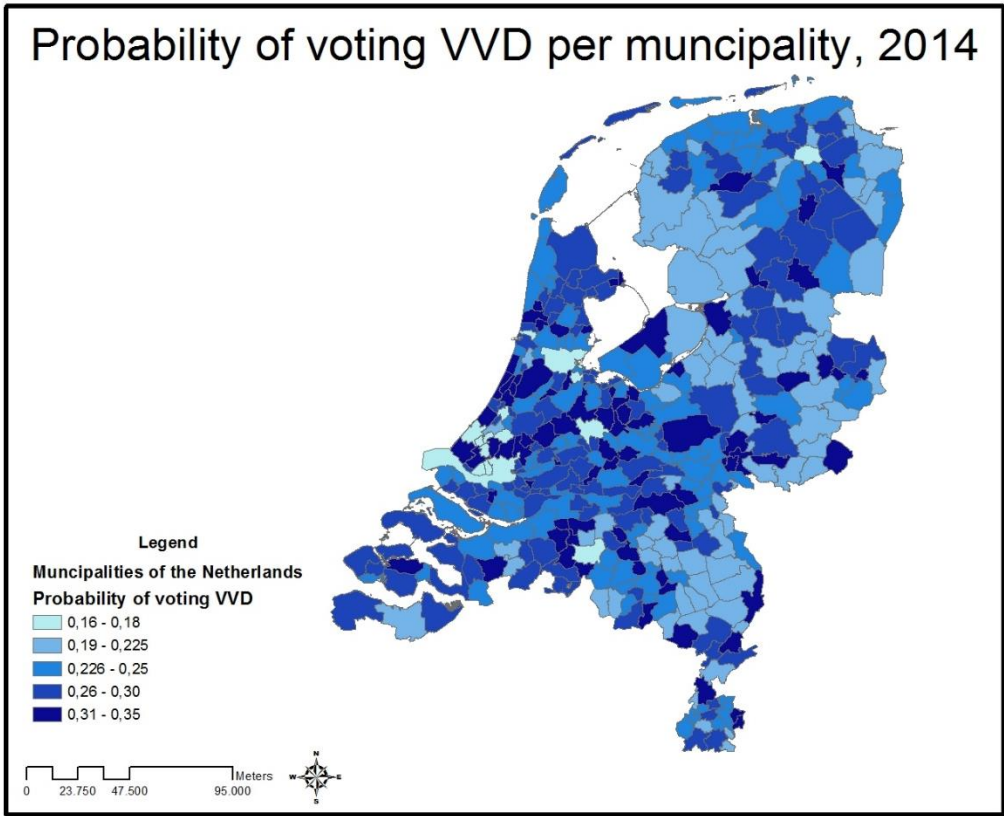 Probability of voting VVD per muncipality, 2014
Legend
Muncipalities of the Netherlands
Probability of voting VVD
0,16 - 0,18
0,19 - 0,225
0,226 - 0,25
0,26 - 0,30
0,31 - 0,35
Meters
0 23.750 47.500 95.000
N
W E
S